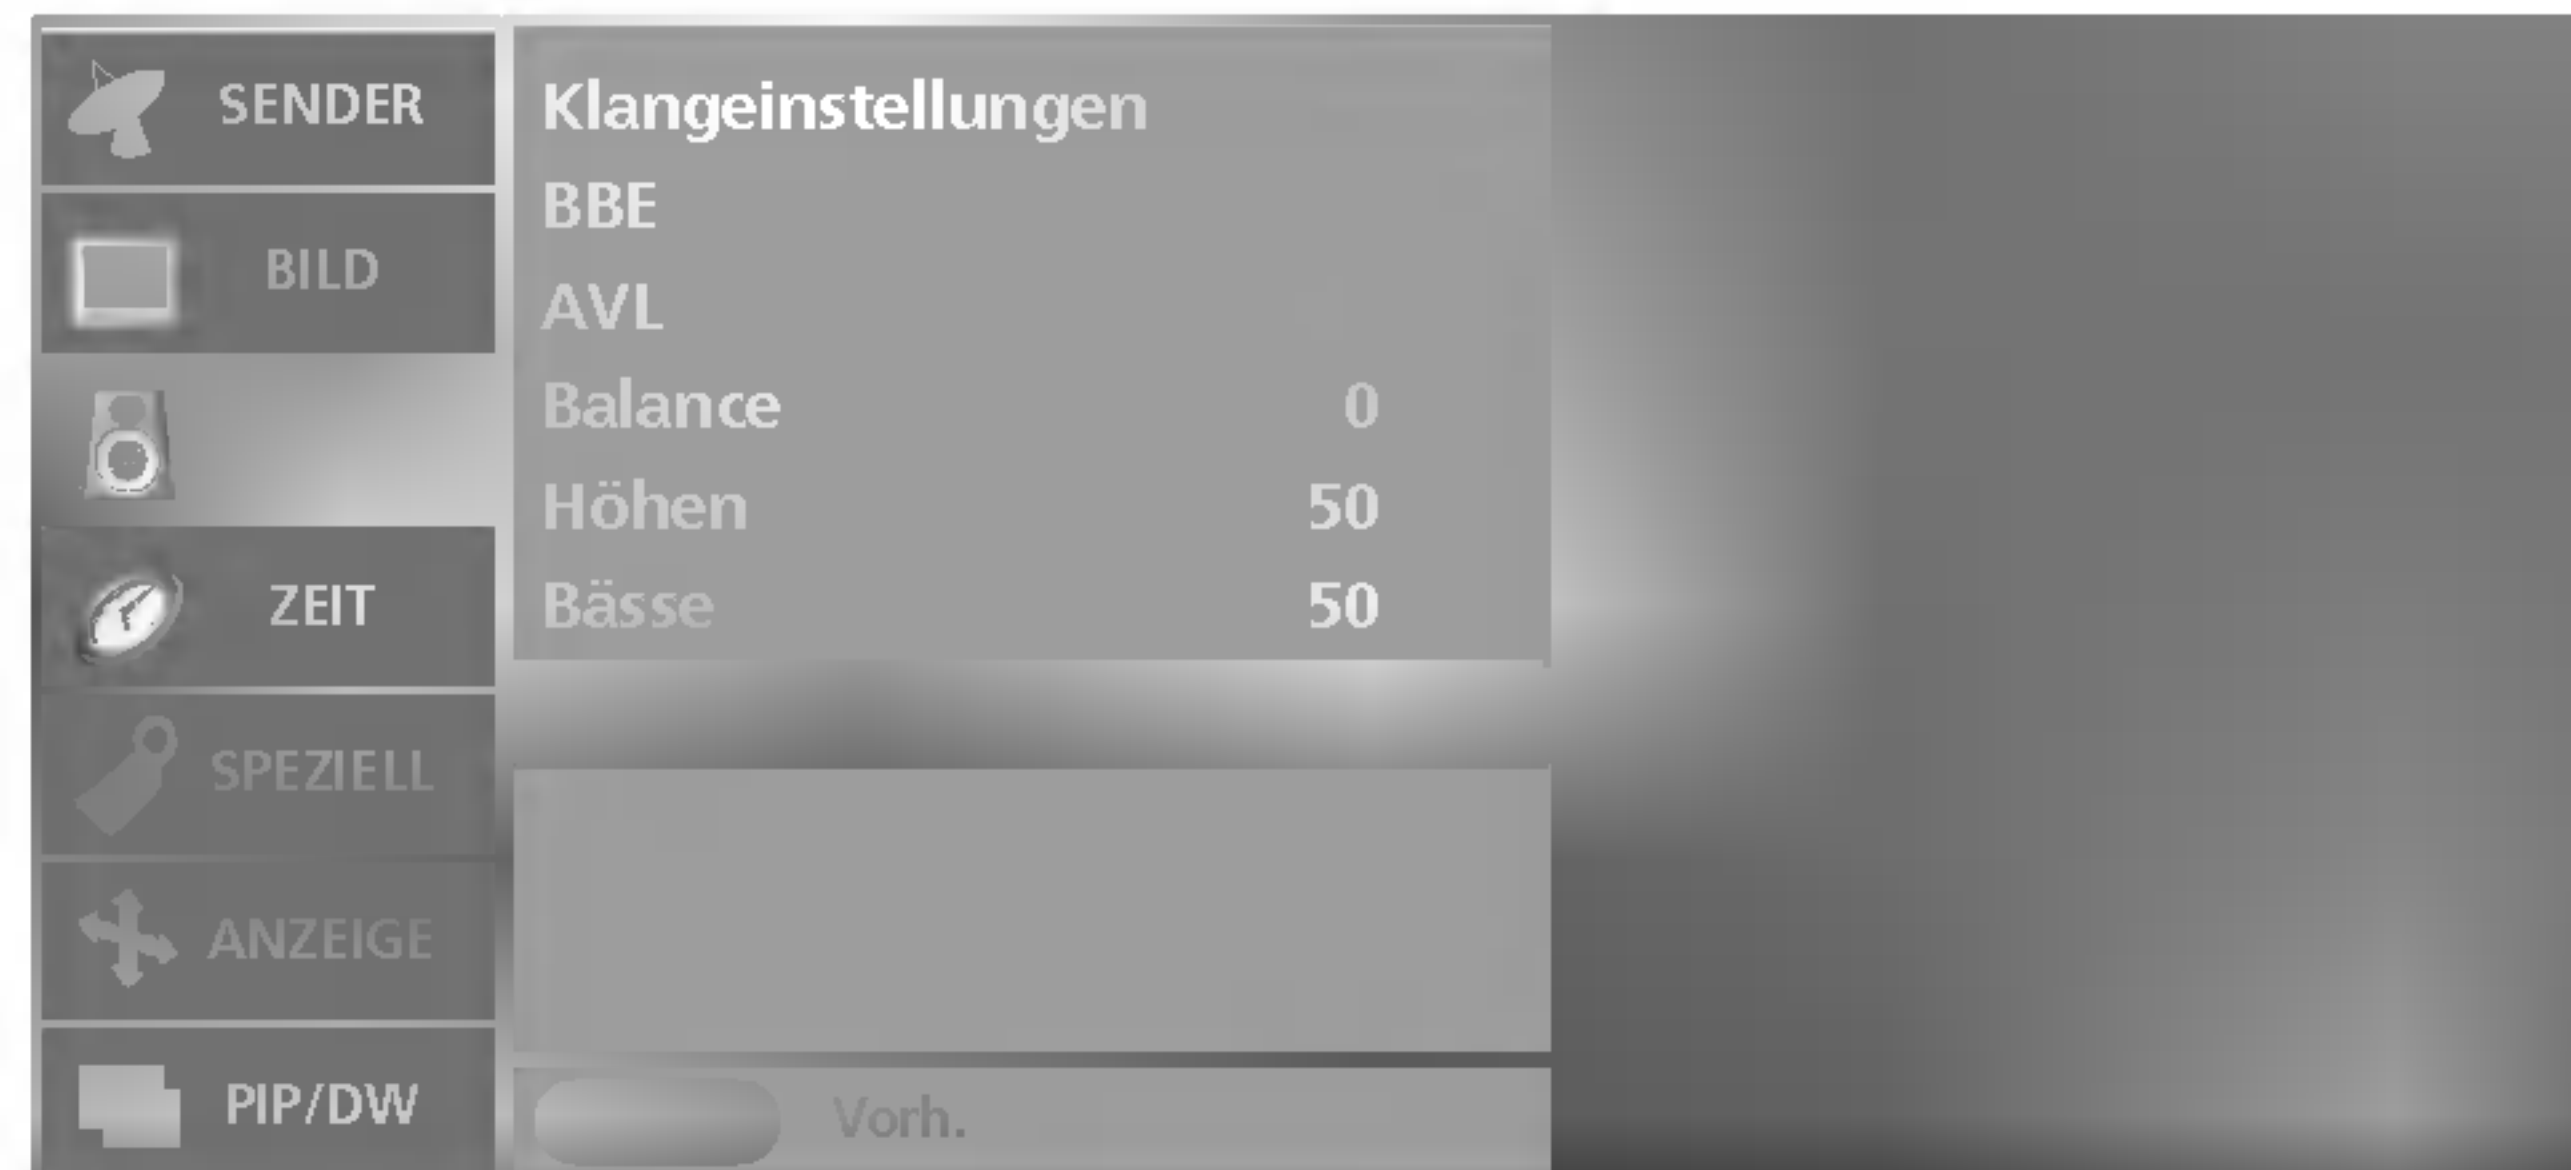 SENDER
BILD
ZEIT
SPEZIELL
ANZEIGE
PIP/DW
Klangeinstellungen
BBE
AVL
Balance 0
Höhen 50
Bässe 50
Vorh.